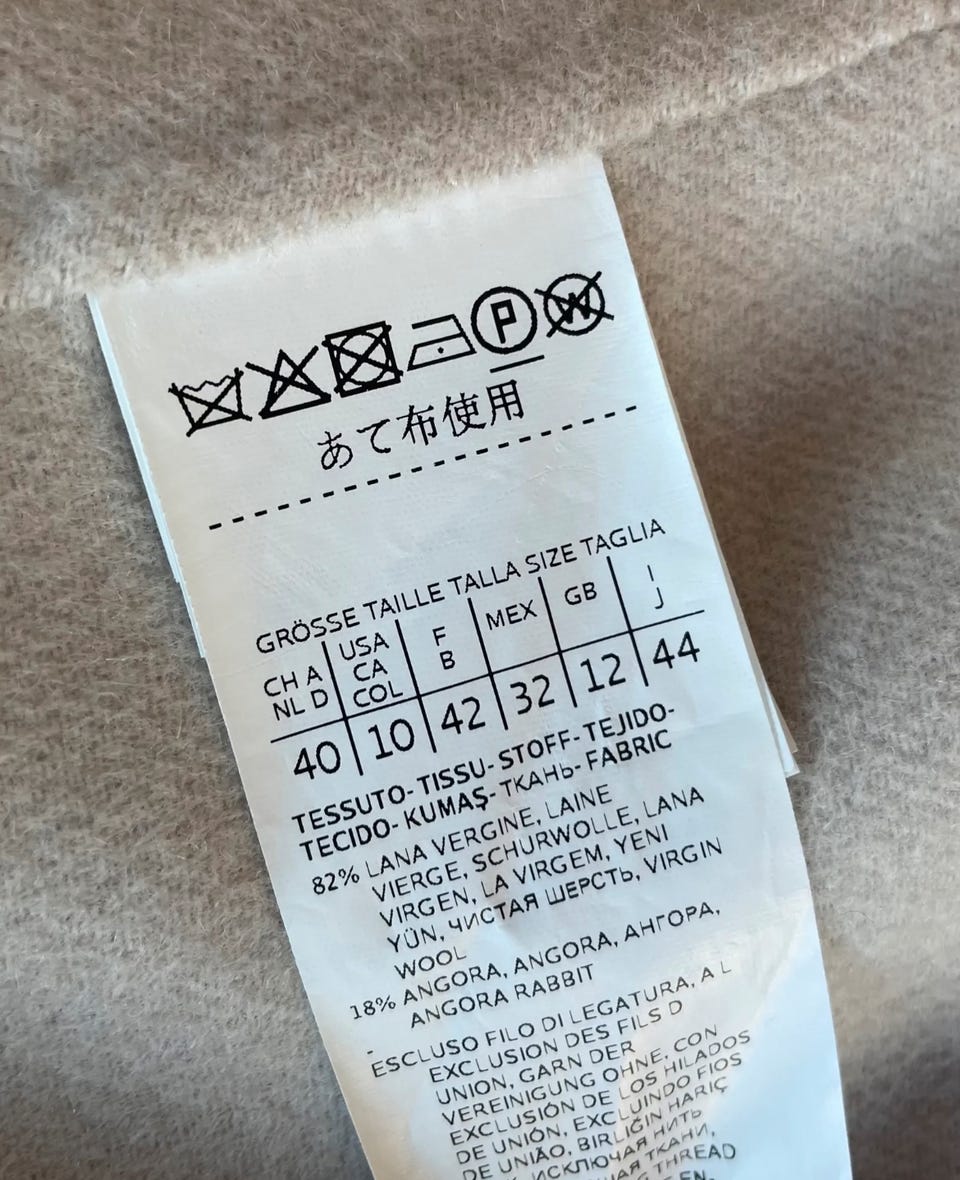 P W
あて布使用
GRÖSSE TAILLE TALLA SIZE TAGLIA
CH A NL D | USA CA COL | F B | MEX | GB | I J
40 | 10 | 42 | 32 | 12 | 44
TESSUTO-TISSU-STOFF-TEJIDO-
TECIDO-KUMAŞ-ТКАНЬ-FABRIC
82% LANA VERGINE, LAINE
VIERGE, SCHURWOLLE, LANA
VIRGEN, LA VIRGEM, YENI
YÜN, ЧИСТАЯ ШЕРСТЬ, VIRGIN
WOOL
18% ANGORA, ANGORA, АНГОРА,
ANGORA RABBIT
-
ESCLUSO FILO DI LEGATURA, A L
EXCLUSION DES FILS D
UNION, GARN DER
VEREINIGUNG OHNE, CON
EXCLUSIÓN DE LOS HILADOS
DE UNIÓN, EXCLUINDO FIOS
DE UNIÃO, BIRLIĞIN HARIÇ
ИСКЛЮЧАЯ НИТЬ
ТКАНИ,
THREAD